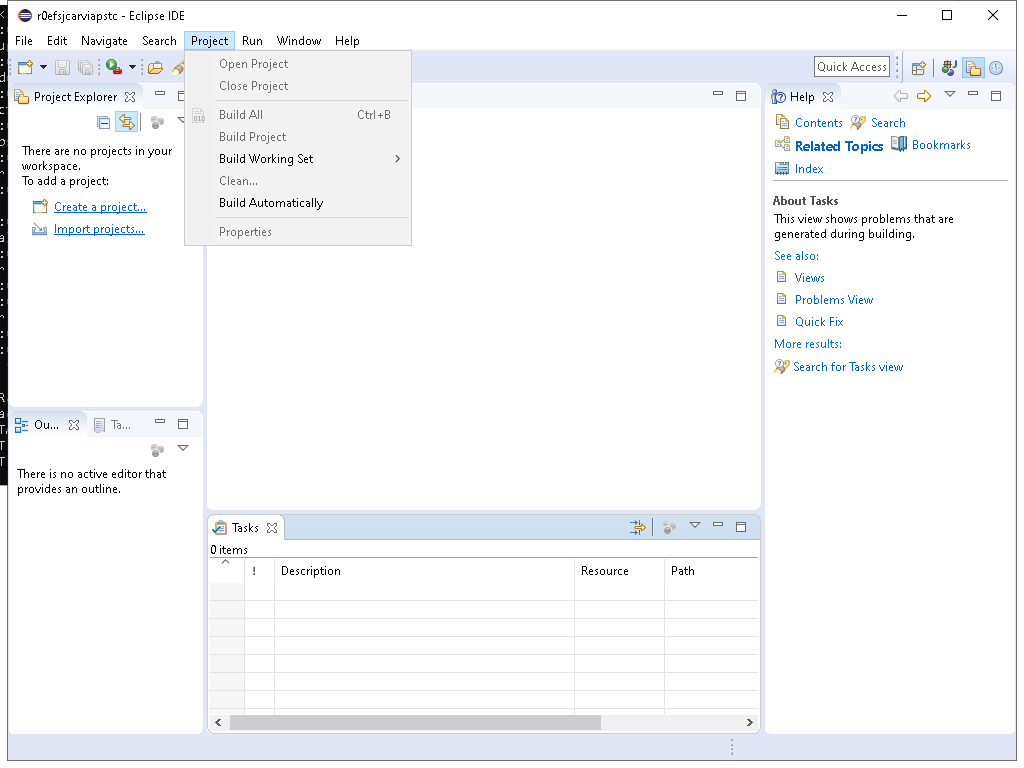 r0efsjcarviapstc - Eclipse IDE
File Edit Navigate Search Project Run Window Help
Quick Access
Open Project
Close Project
Build All Ctrl+B
Build Project
Build Working Set
Clean...
Build Automatically
Properties
Project Explorer
There are no projects in your
workspace.
To add a project:
Create a project...
Import projects...
Ou...
Ta...
There is no active editor that
provides an outline.
Tasks
0 items
! Description Resource Path
Help
Contents Search
Related Topics Bookmarks
Index
About Tasks
This view shows problems that are
generated during building.
See also:
Views
Problems View
Quick Fix
More results:
Search for Tasks view